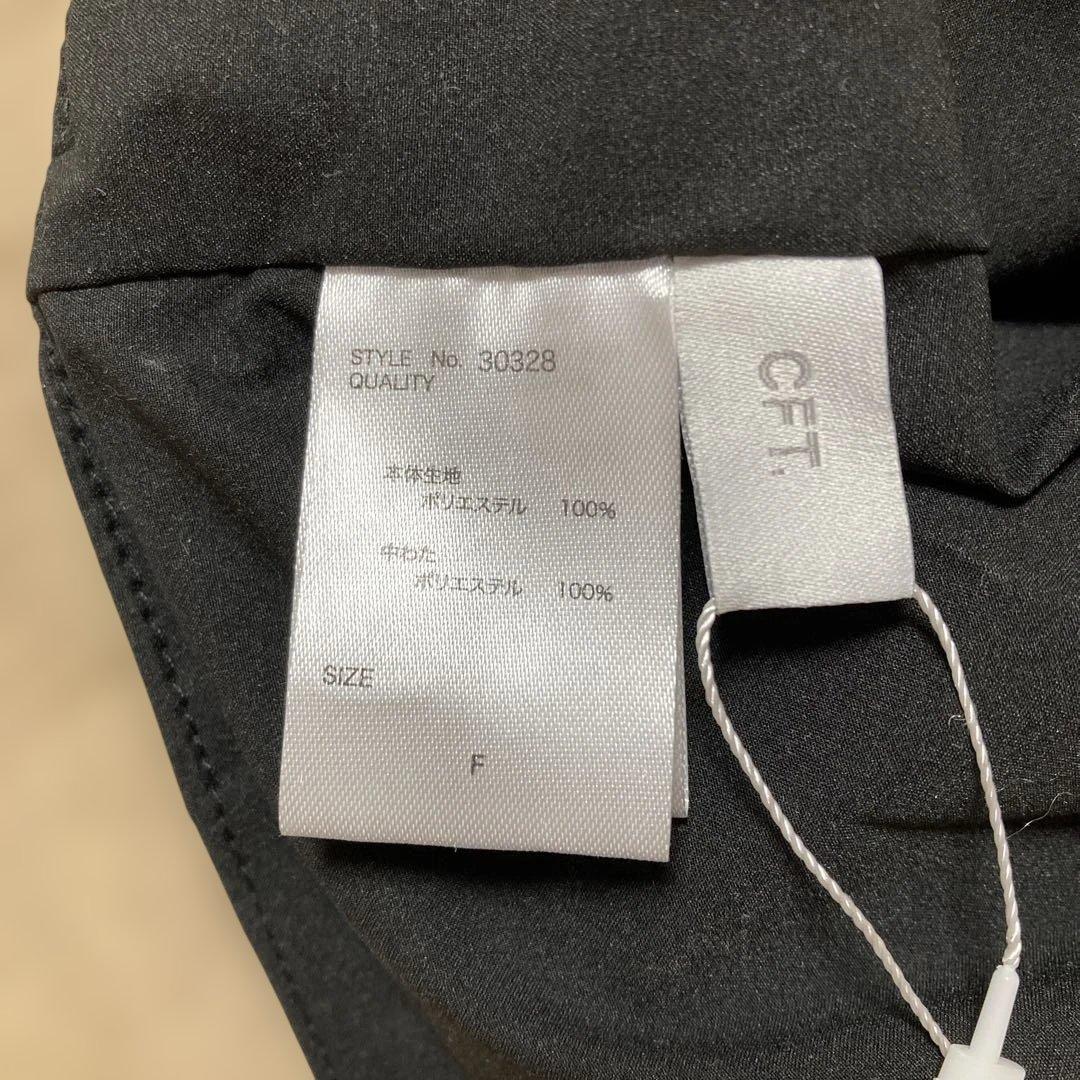 STYLE No. 30328
QUALITY
本体生地
ポリエステル 100%
中わた
ポリエステル 100%
SIZE
F
CFT.